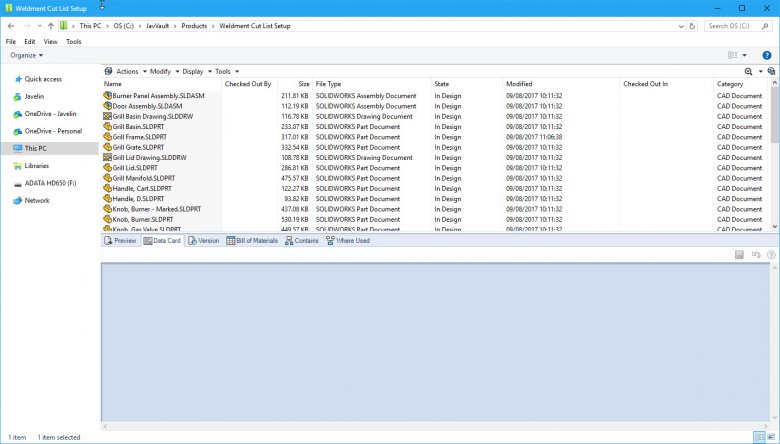 Weldment Cut List Setup
This PC > OS (C:) > JavVault > Products > Weldment Cut List Setup
Search OS (C:)
File Edit View Tools
Organize
Quick access
Javelin
OneDrive - Javelin
OneDrive - Personal
This PC
Libraries
ADATA HD650 (F:)
Network
Actions Modify Display Tools
Name Checked Out By Size File Type State Modified Checked Out In Category
Burner Panel Assembly.SLDASM 211.81 KB SOLIDWORKS Assembly Document In Design 09/08/2017 10:11:32 CAD Document
Door Assembly.SLDASM 112.19 KB SOLIDWORKS Assembly Document In Design 09/08/2017 10:11:32 CAD Document
Grill Basin Drawing.SLDDRW 116.78 KB SOLIDWORKS Drawing Document In Design 09/08/2017 10:11:32 CAD Document
Grill Basin.SLDPRT 233.07 KB SOLIDWORKS Part Document In Design 09/08/2017 10:11:32 CAD Document
Grill Frame.SLDPRT 317.01 KB SOLIDWORKS Part Document In Design 09/08/2017 11:06:38 CAD Document
Grill Grate.SLDPRT 332.54 KB SOLIDWORKS Part Document In Design 09/08/2017 10:11:32 CAD Document
Grill Lid Drawing.SLDDRW 108.78 KB SOLIDWORKS Drawing Document In Design 09/08/2017 10:11:32 CAD Document
Grill Lid.SLDPRT 286.81 KB SOLIDWORKS Part Document In Design 09/08/2017 10:11:32 CAD Document
Grill Manifold.SLDPRT 475.57 KB SOLIDWORKS Part Document In Design 09/08/2017 10:11:32 CAD Document
Handle, Cart.SLDPRT 122.27 KB SOLIDWORKS Part Document In Design 09/08/2017 10:11:32 CAD Document
Handle, D.SLDPRT 93.82 KB SOLIDWORKS Part Document In Design 09/08/2017 10:11:32 CAD Document
Knob, Burner - Marked.SLDPRT 437.08 KB SOLIDWORKS Part Document In Design 09/08/2017 10:11:32 CAD Document
Knob, Burner.SLDPRT 530.19 KB SOLIDWORKS Part Document In Design 09/08/2017 10:11:32 CAD Document
Knob, Gas Valve.SLDPRT 449.57 KB SOLIDWORKS Part Document In Design 09/08/2017 10:11:32 CAD Document
Preview Data Card Version Bill of Materials Contains Where Used
1 item 1 item selected